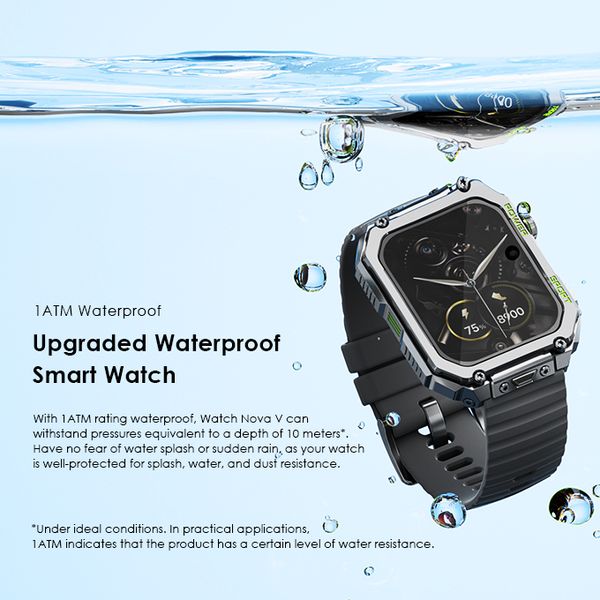 POWER
SPORT
75%
8900
1ATM Waterproof
Upgraded Waterproof
Smart Watch
With 1ATM rating waterproof, Watch Nova V can
withstand pressures equivalent to a depth of 10 meters*.
Have no fear of water splash or sudden rain, as your watch
is well-protected for splash, water, and dust resistance.
*Under ideal conditions. In practical applications,
1ATM indicates that the product has a certain level of water resistance.